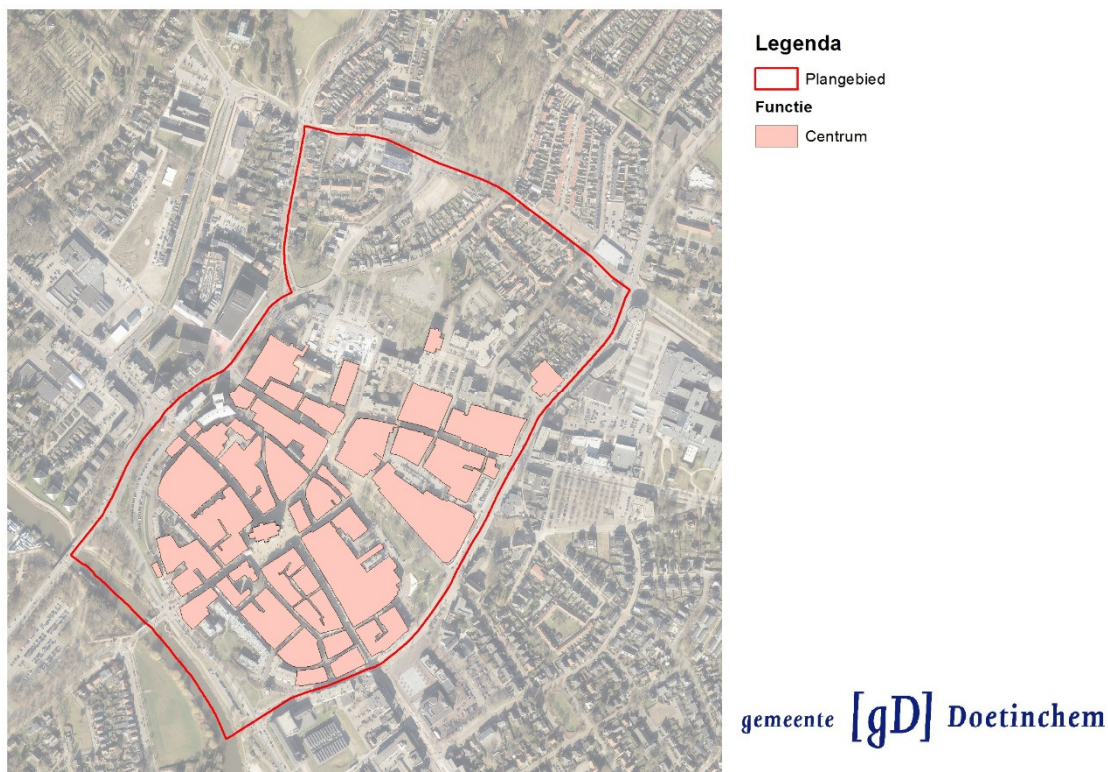 Legenda
Plangebied
Functie
Centrum
gemeente [gD] Doetinchem